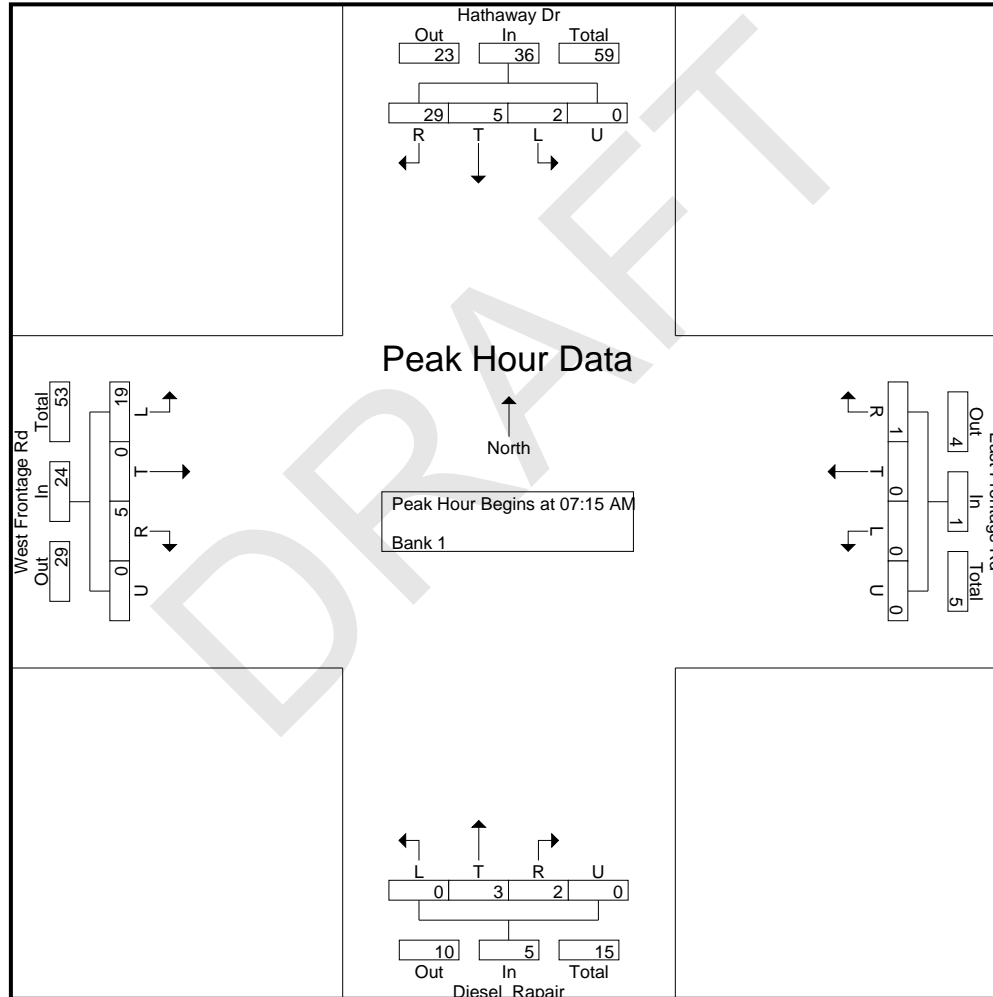 Hathaway Dr
Out In Total
23 36 59
29 5 2 0
R T L U
Peak Hour Data
North
Peak Hour Begins at 07:15 AM
Bank 1
West Frontage Rd
Total In Out
53 24 29
19 0 5 0
L T R U
Rd
Out In Total
4 1 5
1 0 0 0
R T L U
L T R U
0 3 2 0
10 5 15
Out In Total
Diesel Rapair
DRAFT